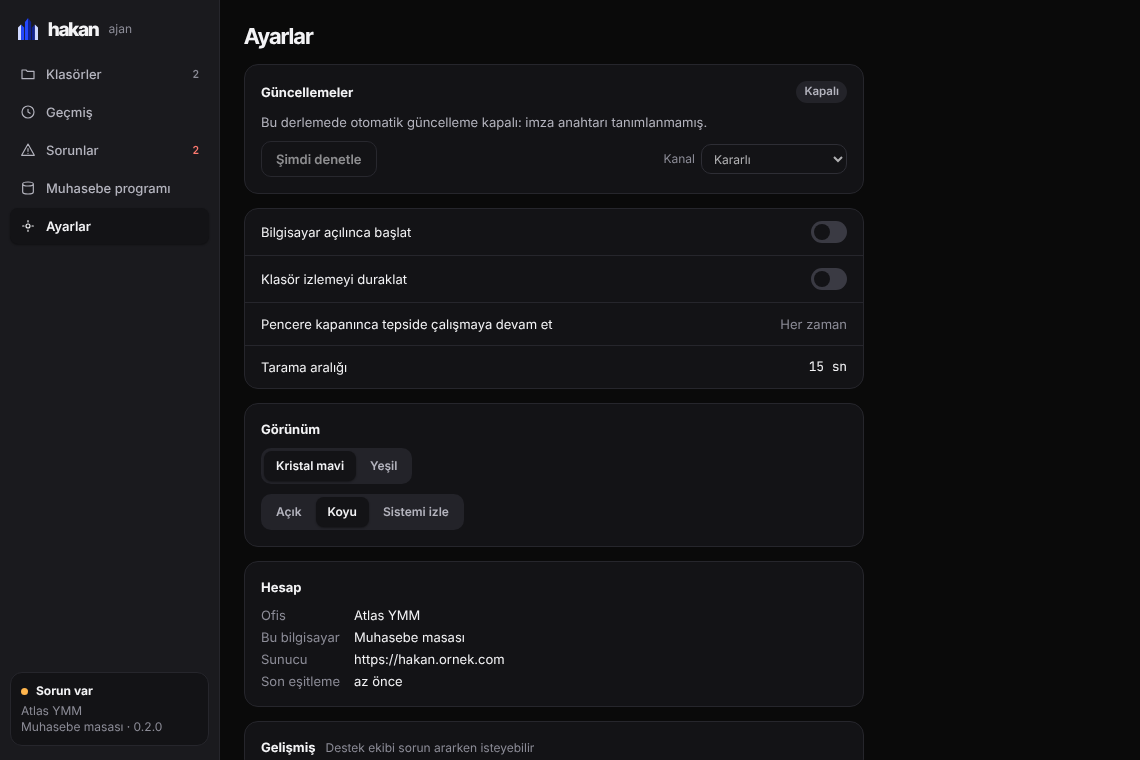 hakan ajan
Klasörler 2
Geçmiş
Sorunlar 2
Muhasebe programı
Ayarlar
Sorun var
Atlas YMM
Muhasebe masası · 0.2.0
Ayarlar
Güncellemeler Kapalı
Bu derlemede otomatik güncelleme kapalı: imza anahtarı tanımlanmamış.
Şimdi denetle Kanal Kararlı
Bilgisayar açılınca başlat
Klasör izlemeyi duraklat
Pencere kapanınca tepside çalışmaya devam et Her zaman
Tarama aralığı 15 sn
Görünüm
Kristal mavi Yeşil
Açık Koyu Sistemi izle
Hesap
Ofis Atlas YMM
Bu bilgisayar Muhasebe masası
Sunucu https://hakan.ornek.com
Son eşitleme az önce
Gelişmiş Destek ekibi sorun ararken isteyebilir